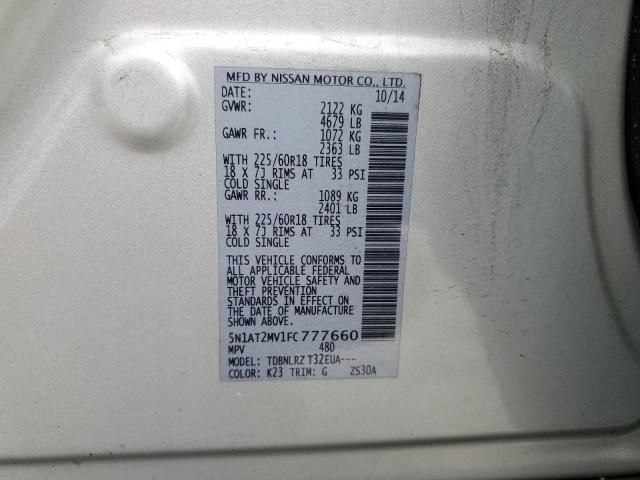 MFD BY NISSAN MOTOR CO., LTD.
DATE: 10/14
GVWR: 2122 KG
4679 LB
GAWR FR.: 1072 KG
2363 LB
WITH 225/60R18 TIRES
18 X 7J RIMS AT 33 PSI
COLD SINGLE
GAWR RR.: 1089 KG
2401 LB
WITH 225/60R18 TIRES
18 X 7J RIMS AT 33 PSI
COLD SINGLE
THIS VEHICLE CONFORMS TO
ALL APPLICABLE FEDERAL
MOTOR VEHICLE SAFETY AND
THEFT PREVENTION
STANDARDS IN EFFECT ON
THE DATE OF MANUFACTURE
SHOWN ABOVE.
5N1AT2MV1FC777660
MPV 480
MODEL: TDBNLRZ T32EUA---
COLOR: K23 TRIM: G ZS30A